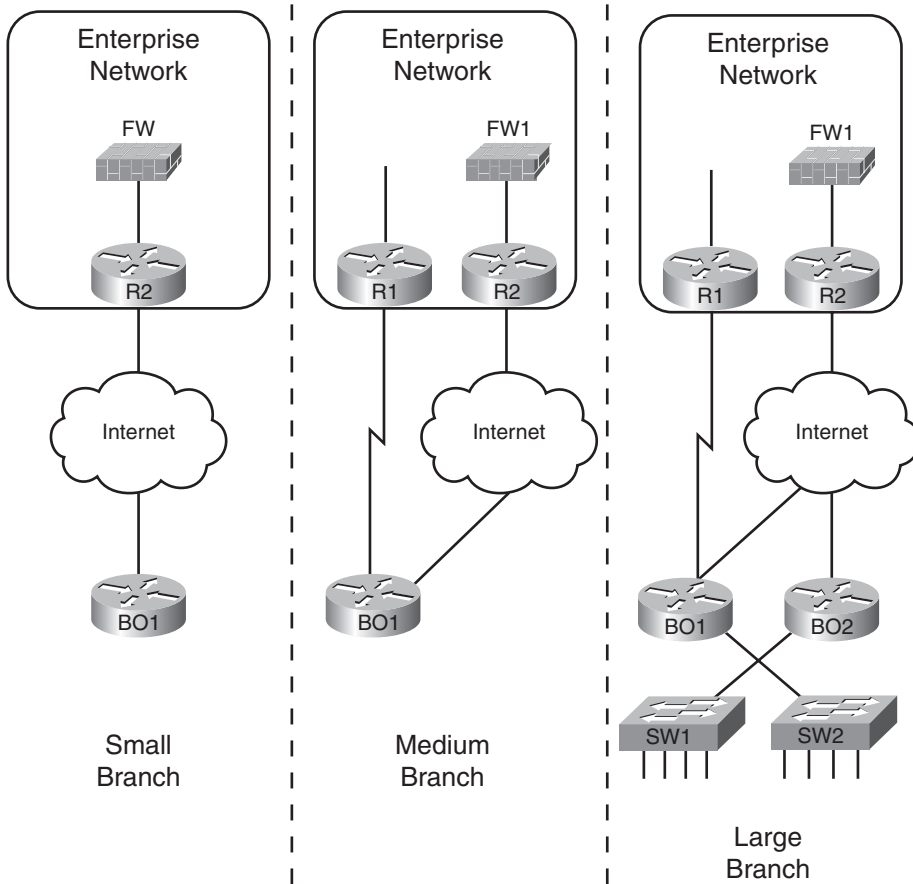 Enterprise
Network
FW
R2
Internet
BO1
Small
Branch
Enterprise
Network
FW1
R1
R2
Internet
BO1
Medium
Branch
Enterprise
Network
FW1
R1
R2
Internet
BO1
BO2
SW1
SW2
Large
Branch